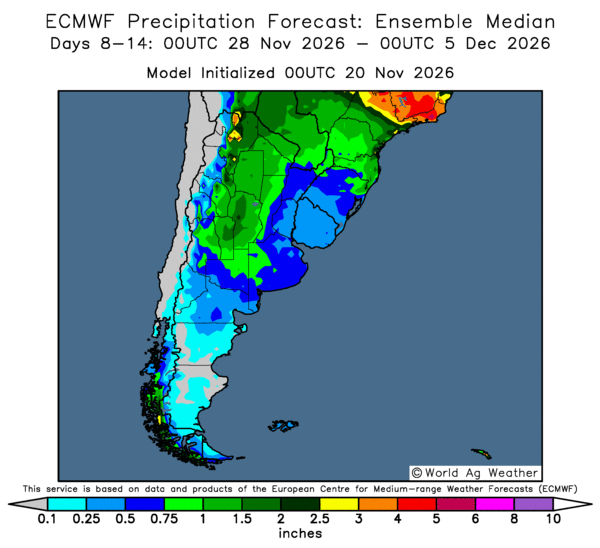 ECMWF Precipitation Forecast: Ensemble Median
Days 8-14: 00UTC 28 Nov 2026 - 00UTC 5 Dec 2026
Model Initialized 00UTC 20 Nov 2026
© World Ag Weather
This service is based on data and products of the European Centre for Medium-range Weather Forecasts (ECMWF)
0.1 0.25 0.5 0.75 1 1.5 2 2.5 3 4 5 6 8 10
inches